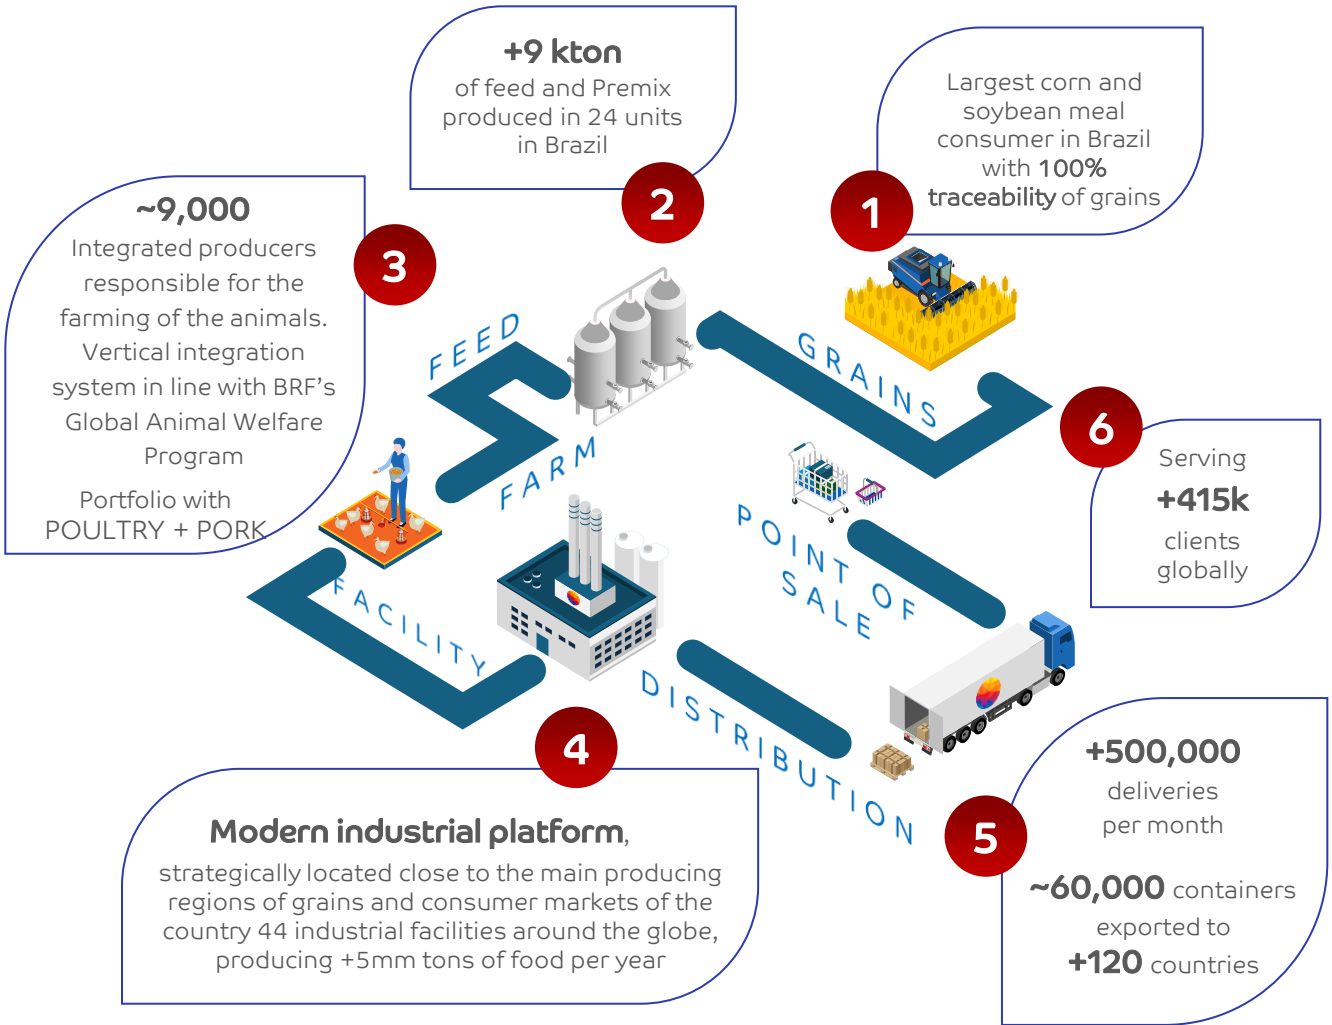 1
Largest corn and
soybean meal
consumer in Brazil
with 100%
traceability of grains
GRAINS
2
+9 kton
of feed and Premix
produced in 24 units
in Brazil
FEED
3
~9,000
Integrated producers
responsible for the
farming of the animals.
Vertical integration
system in line with BRF’s
Global Animal Welfare
Program
Portfolio with
POULTRY + PORK
FARM
FACILITY
4
Modern industrial platform,
strategically located close to the main producing
regions of grains and consumer markets of the
country 44 industrial facilities around the globe,
producing +5mm tons of food per year
DISTRIBUTION
5
+500,000
deliveries
per month
~60,000 containers
exported to
+120 countries
POINT OF
SALE
6
Serving
+415k
clients
globally